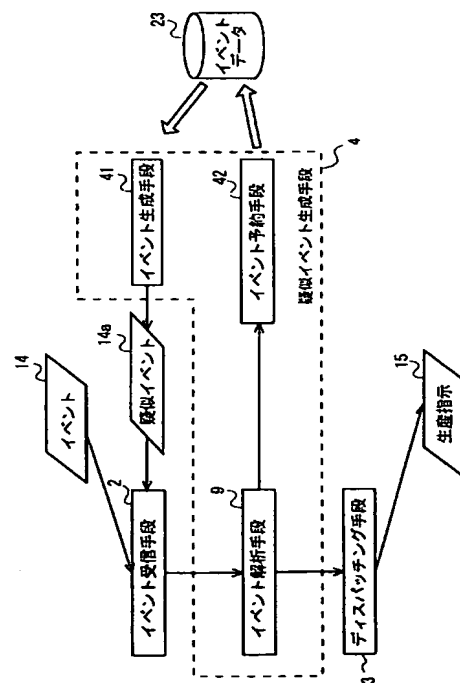 14
イベント
2
イベント受信手段
14a
疑似イベント
41
イベント生成手段
23
イベント
データ
9
イベント解析手段
42
イベント予約手段
疑似イベント生成手段
4
3
ディスパッチング手段
15
生産指示